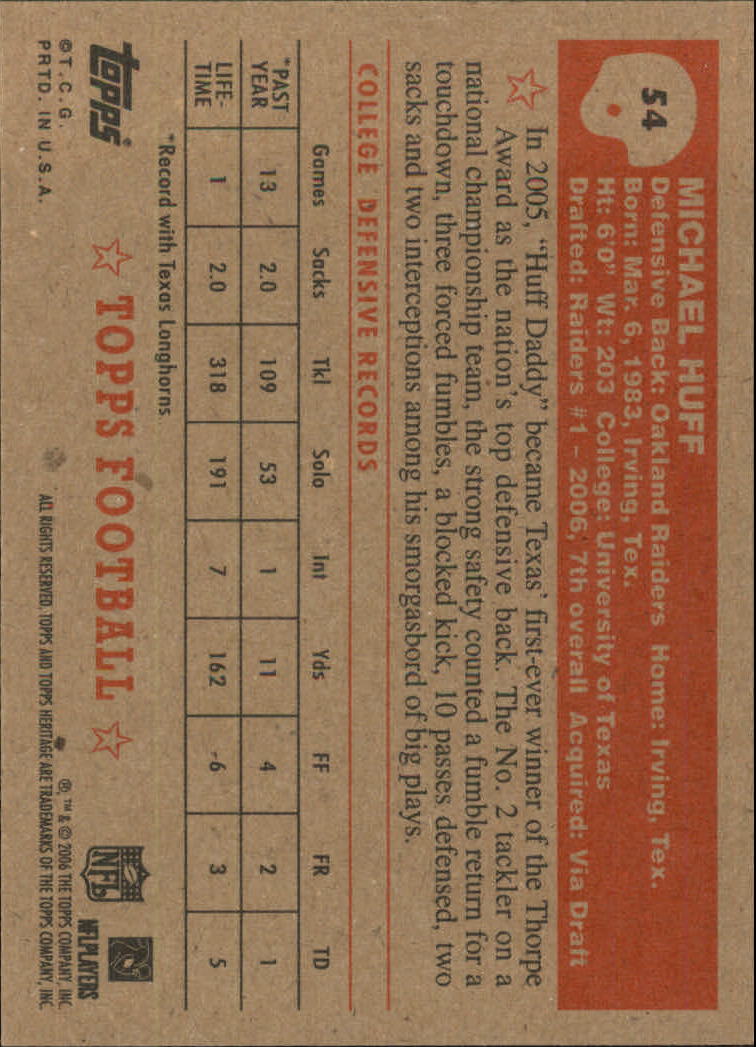 54
MICHAEL HUFF
Defensive Back: Oakland Raiders Home: Irving, Tex.
Born: Mar. 6, 1983, Irving, Tex.
Ht: 6'0" Wt: 203 College: University of Texas
Drafted: Raiders #1 – 2006, 7th overall Acquired: Via Draft
In 2005, “Huff Daddy” became Texas’ first-ever winner of the Thorpe
Award as the nation’s top defensive back. The No. 2 tackler on a
national championship team, the strong safety counted a fumble return for a
touchdown, three forced fumbles, a blocked kick, 10 passes defensed, two
sacks and two interceptions among his smorgasbord of big plays.
COLLEGE DEFENSIVE RECORDS
Games Sacks Tkl Solo Int Yds FF FR TD
*PAST YEAR 13 2.0 109 53 1 11 4 2 1
LIFE-TIME 1 2.0 318 191 7 162 -6 3 5
*Record with Texas Longhorns
topps®
TOPPS FOOTBALL
NFL
NFLPLAYERS
©T.C.G.
PRTD. IN U.S.A.
®, ™ & © 2006 THE TOPPS COMPANY, INC.
ALL RIGHTS RESERVED. TOPPS AND TOPPS HERITAGE ARE TRADEMARKS OF THE TOPPS COMPANY, INC.